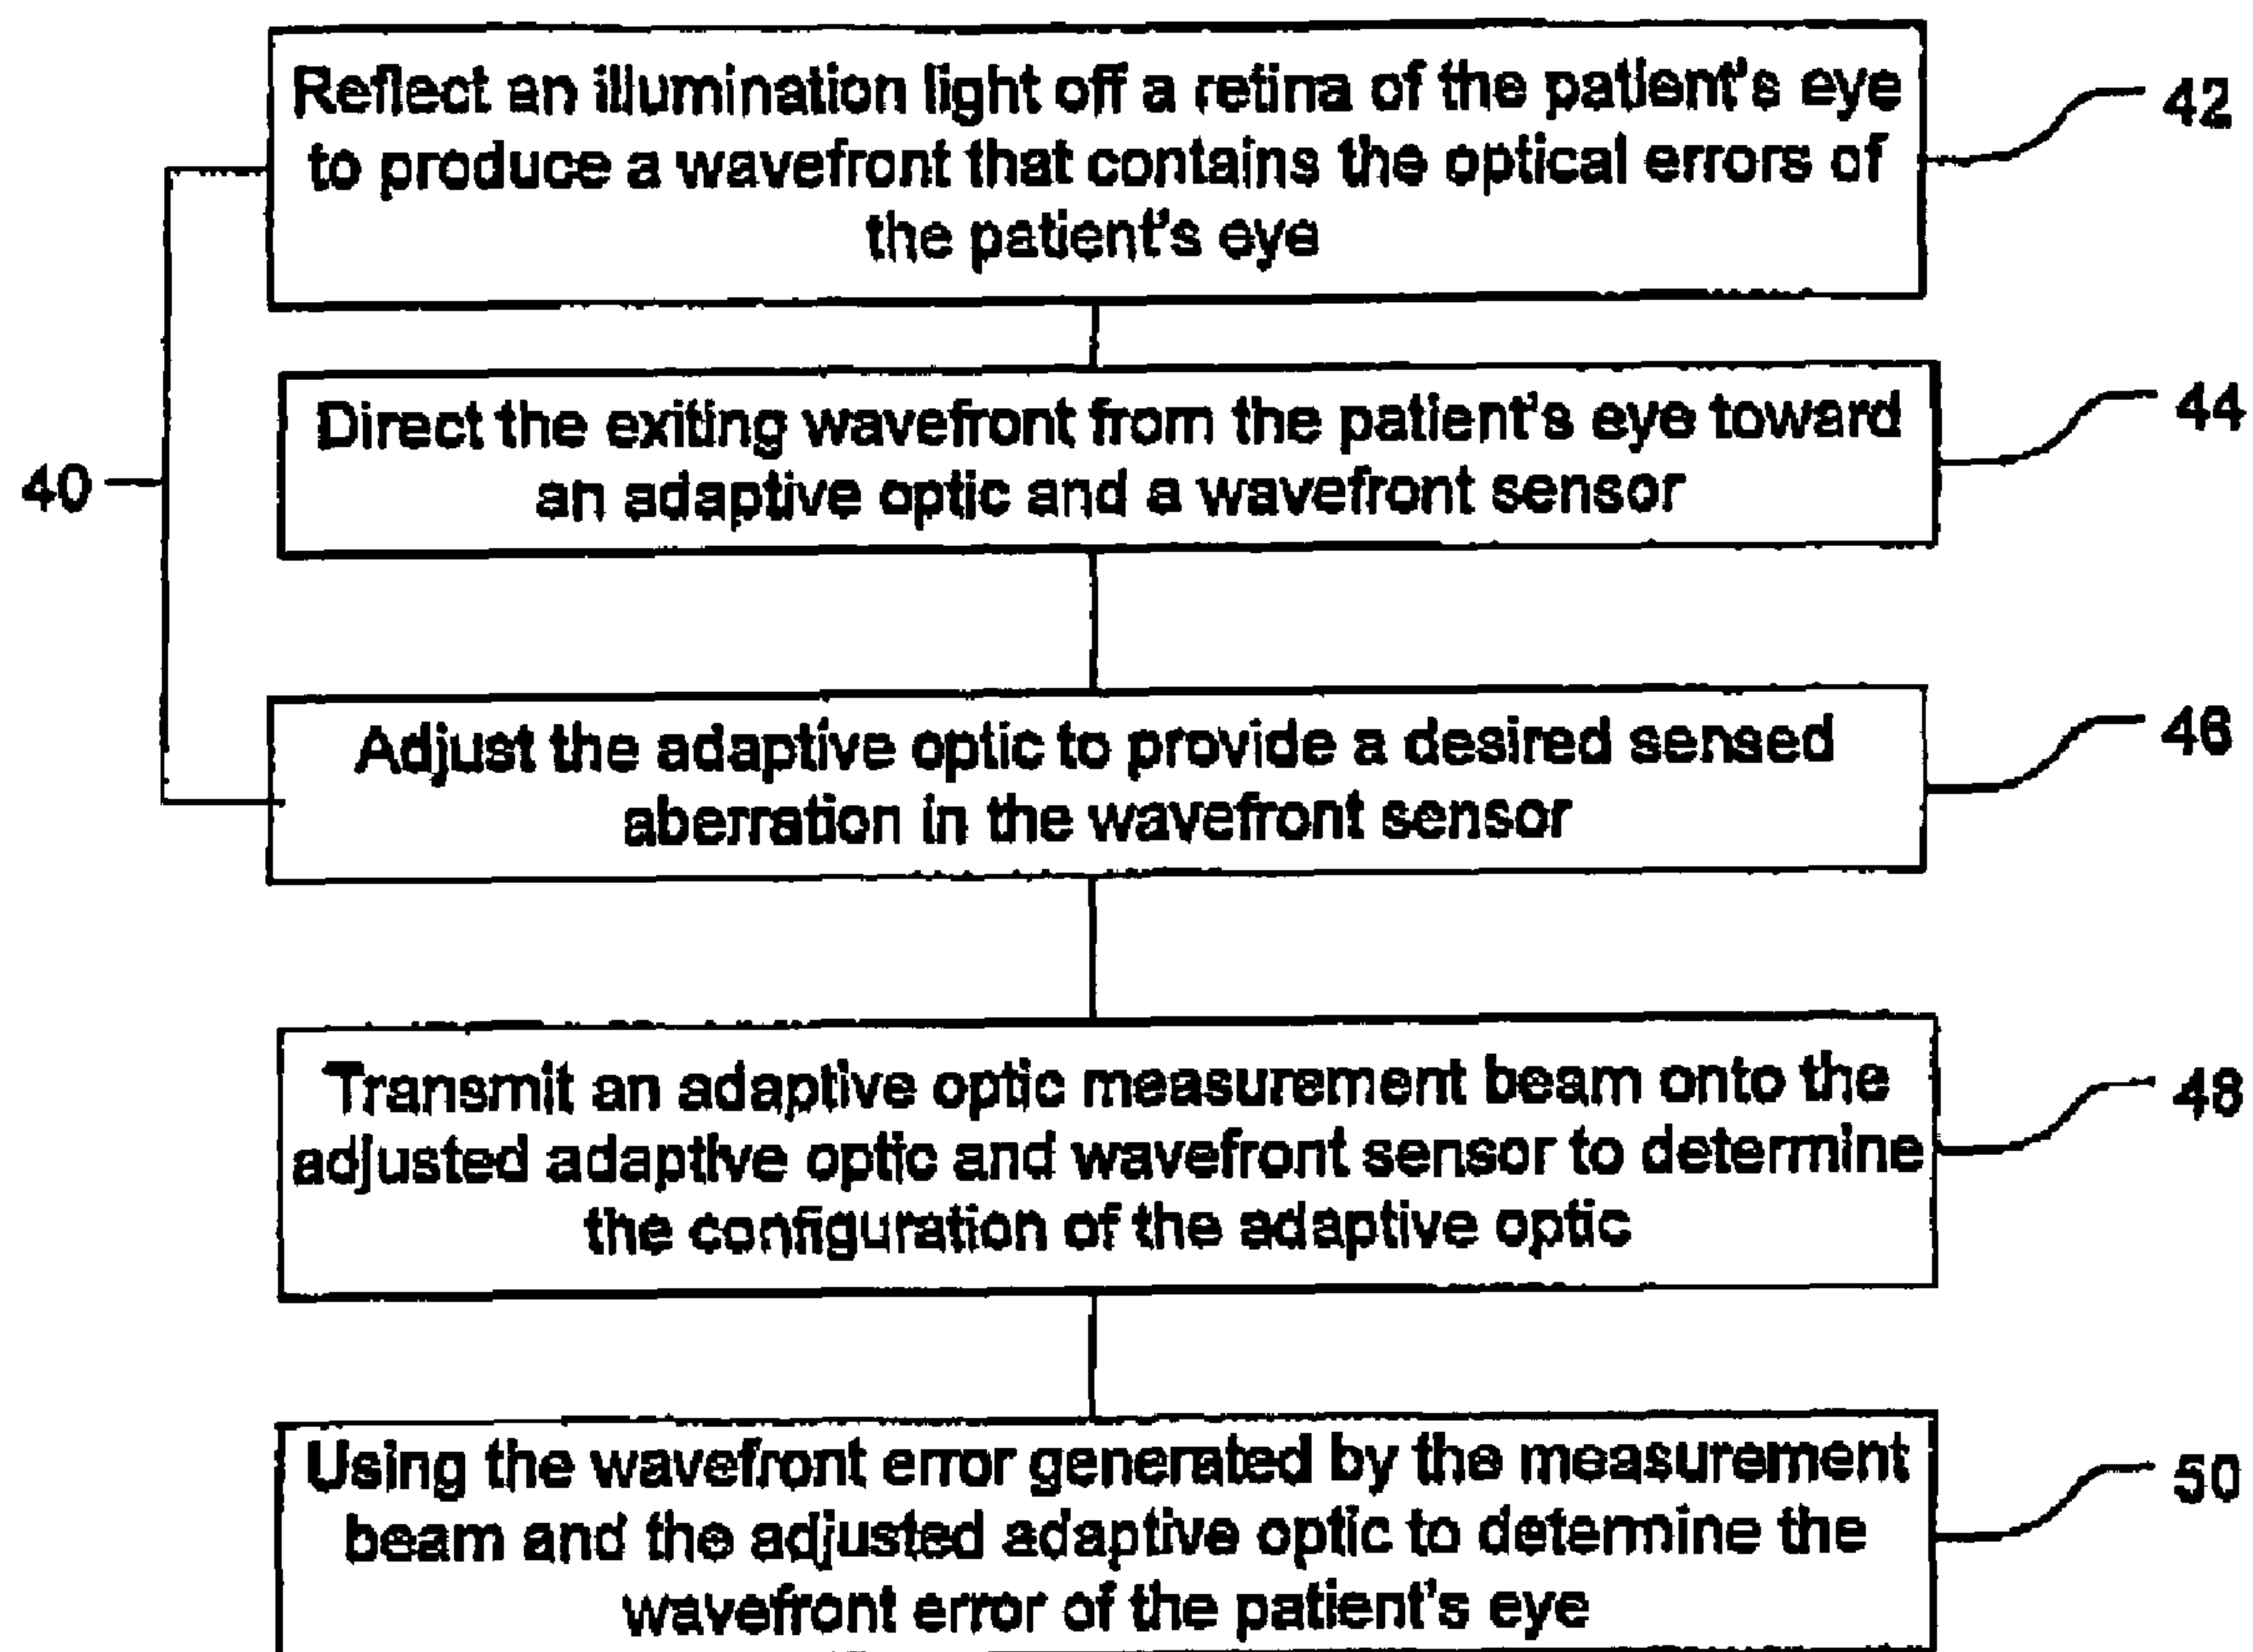 Reflect an illumination light off a retina of the patient's eye
to produce a wavefront that contains the optical errors of
the patient's eye
42
Direct the exiting wavefront from the patient's eye toward
an adaptive optic and a wavefront sensor
44
40
Adjust the adaptive optic to provide a desired sensed
aberration in the wavefront sensor
46
Transmit an adaptive optic measurement beam onto the
adjusted adaptive optic and wavefront sensor to determine
the configuration of the adaptive optic
48
Using the wavefront error generated by the measurement
beam and the adjusted adaptive optic to determine the
wavefront error of the patient's eye
50